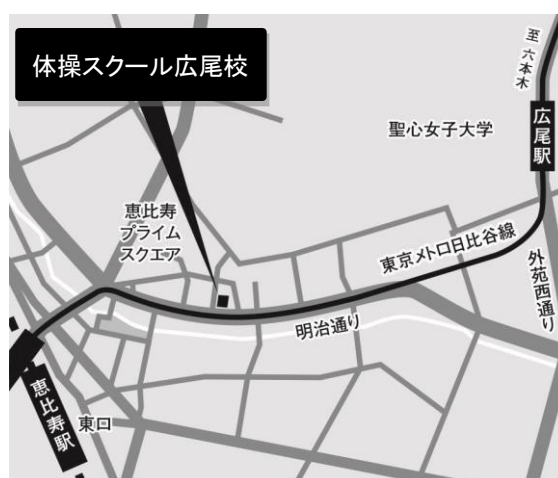 体操スクール広尾校
至 六本木
広尾駅
聖心女子大学
恵比寿
プライム
スクエア
東京メトロ日比谷線
外苑西通り
明治通り
恵比寿駅
東口